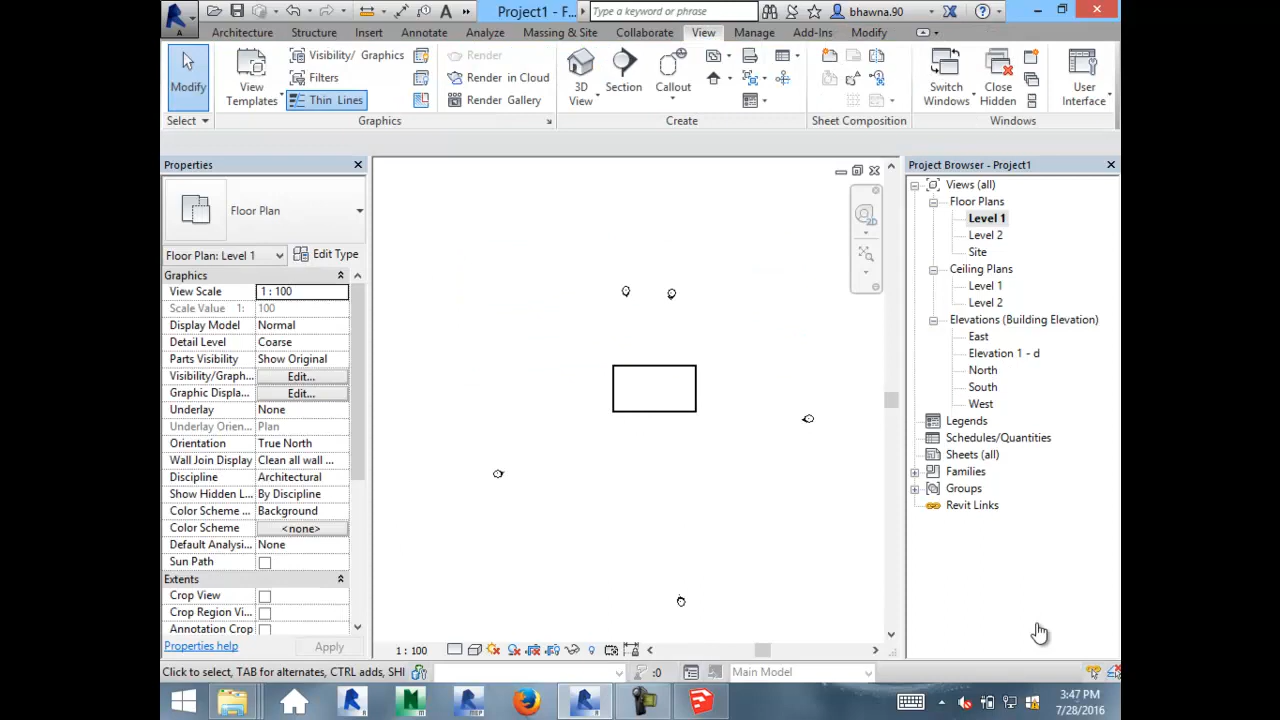 Project1 - F...
Type a keyword or phrase
bhawna.90
Architecture Structure Insert Annotate Analyze Massing & Site Collaborate View Manage Add-Ins Modify
Modify
View Templates
Visibility/ Graphics
Filters
Thin Lines
Render
Render in Cloud
Render Gallery
3D View
Section
Callout
Switch Windows
Close Hidden
User Interface
Select Graphics Create Sheet Composition Windows
Properties
Floor Plan
Floor Plan: Level 1 Edit Type
Graphics
View Scale 1 : 100
Scale Value 1: 100
Display Model Normal
Detail Level Coarse
Parts Visibility Show Original
Visibility/Graph... Edit...
Graphic Displa... Edit...
Underlay None
Underlay Orien... Plan
Orientation True North
Wall Join Display Clean all wall ...
Discipline Architectural
Show Hidden L... By Discipline
Color Scheme ... Background
Color Scheme <none>
Default Analysi... None
Sun Path
Extents
Crop View
Crop Region Vi...
Annotation Crop
Properties help Apply
1 : 100
Project Browser - Project1
Views (all)
Floor Plans
Level 1
Level 2
Site
Ceiling Plans
Level 1
Level 2
Elevations (Building Elevation)
East
Elevation 1 - d
North
South
West
Legends
Schedules/Quantities
Sheets (all)
Families
Groups
Revit Links
Click to select, TAB for alternates, CTRL adds, SHI :0 Main Model
3:47 PM
7/28/2016